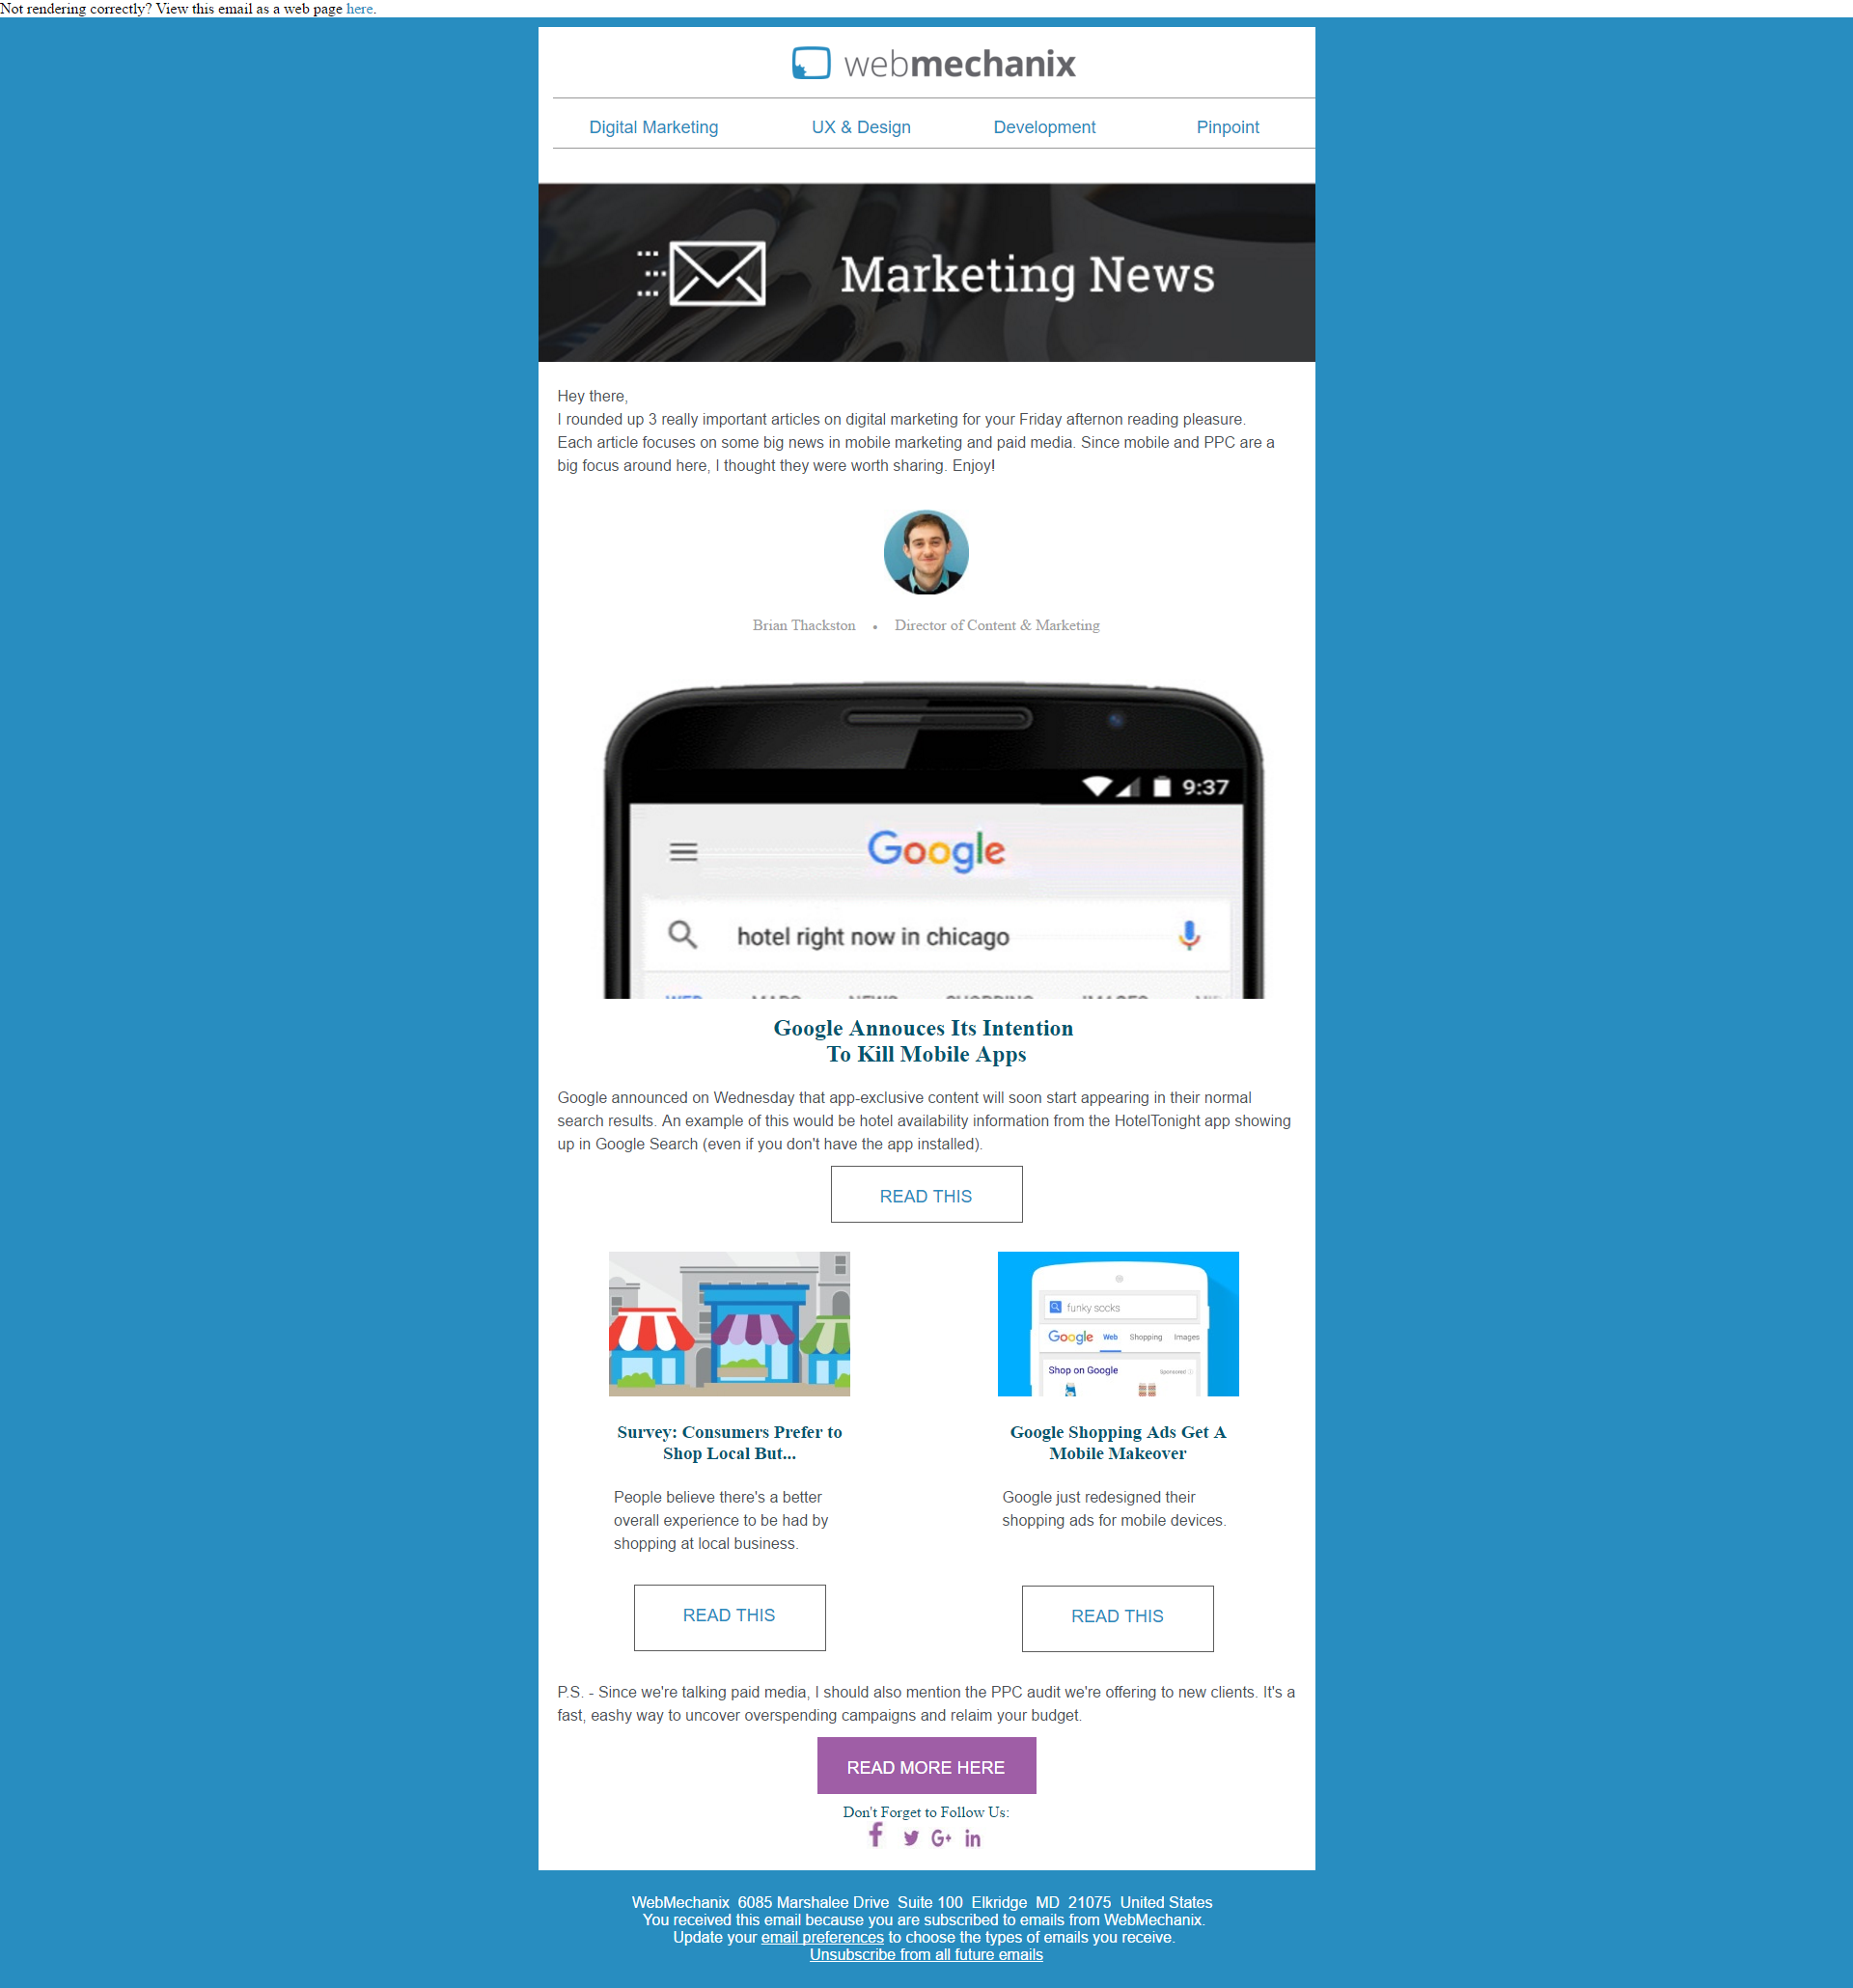 Not rendering correctly? View this email as a web page here.
webmechanix
Digital Marketing UX & Design Development Pinpoint
Marketing News
Hey there,
I rounded up 3 really important articles on digital marketing for your Friday afternon reading pleasure.
Each article focuses on some big news in mobile marketing and paid media. Since mobile and PPC are a
big focus around here, I thought they were worth sharing. Enjoy!
Brian Thackston • Director of Content & Marketing
9:37
Google
hotel right now in chicago
WEB MAPS NEWS SHOPPING IMAGES
Google Annouces Its Intention
To Kill Mobile Apps
Google announced on Wednesday that app-exclusive content will soon start appearing in their normal
search results. An example of this would be hotel availability information from the HotelTonight app showing
up in Google Search (even if you don't have the app installed).
READ THIS
Survey: Consumers Prefer to
Shop Local But...
People believe there's a better
overall experience to be had by
shopping at local business.
READ THIS
funky socks
Google Web Shopping Images
Shop on Google Sponsored
Google Shopping Ads Get A
Mobile Makeover
Google just redesigned their
shopping ads for mobile devices.
READ THIS
P.S. - Since we're talking paid media, I should also mention the PPC audit we're offering to new clients. It's a
fast, eashy way to uncover overspending campaigns and relaim your budget.
READ MORE HERE
Don't Forget to Follow Us:
WebMechanix 6085 Marshalee Drive Suite 100 Elkridge MD 21075 United States
You received this email because you are subscribed to emails from WebMechanix.
Update your email preferences to choose the types of emails you receive.
Unsubscribe from all future emails